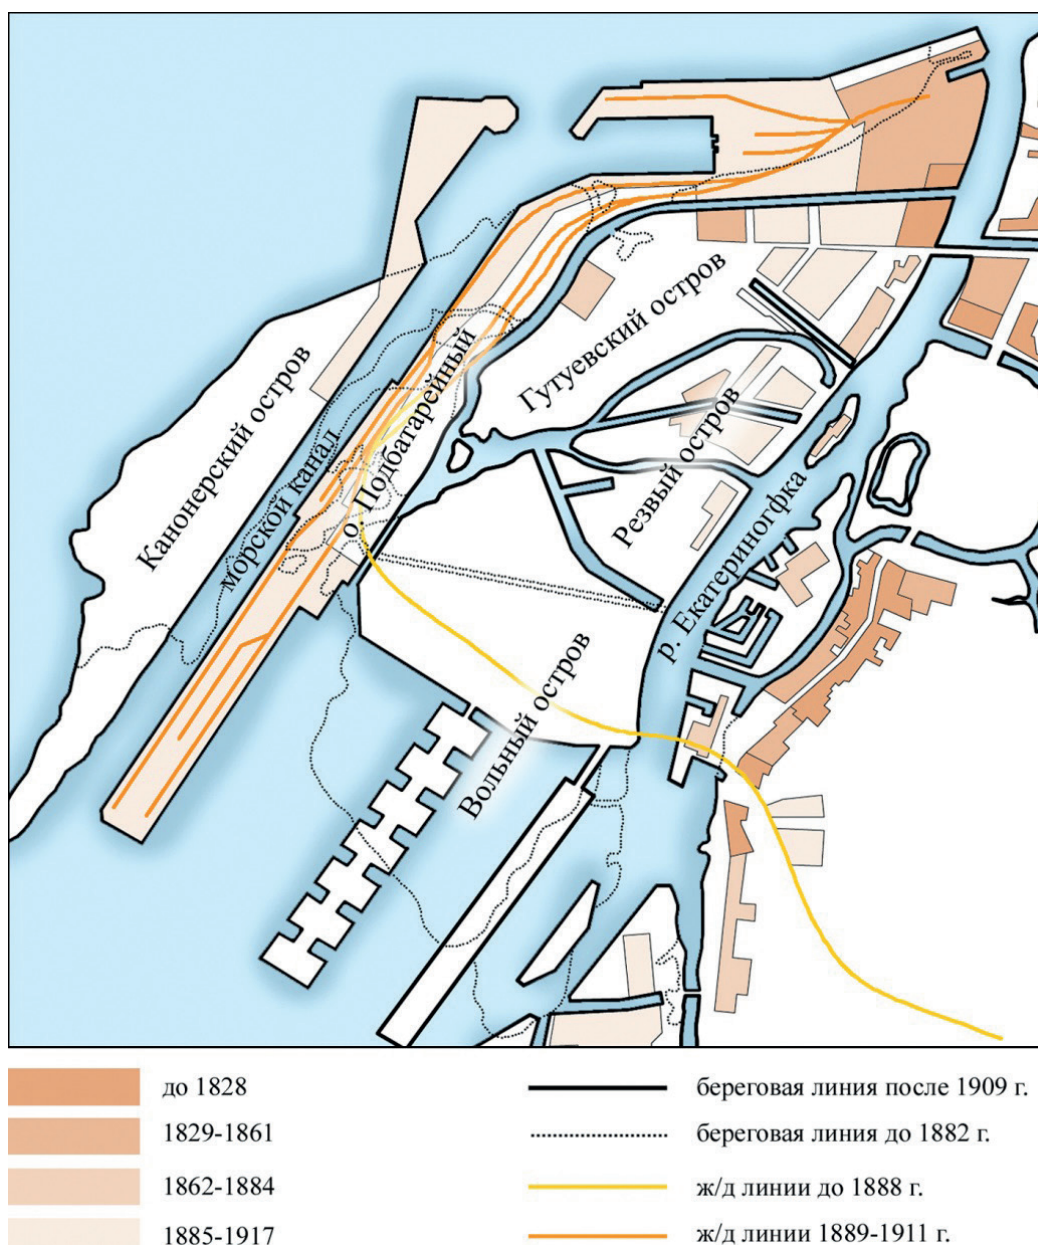 Канонерский остров
морской канал
о. Подбатарейный
Гутуевский остров
Резвый остров
р. Екатериногфка
Вольный остров
до 1828
1829-1861
1862-1884
1885-1917
береговая линия после 1909 г.
береговая линия до 1882 г.
ж/д линии до 1888 г.
ж/д линии 1889-1911 г.